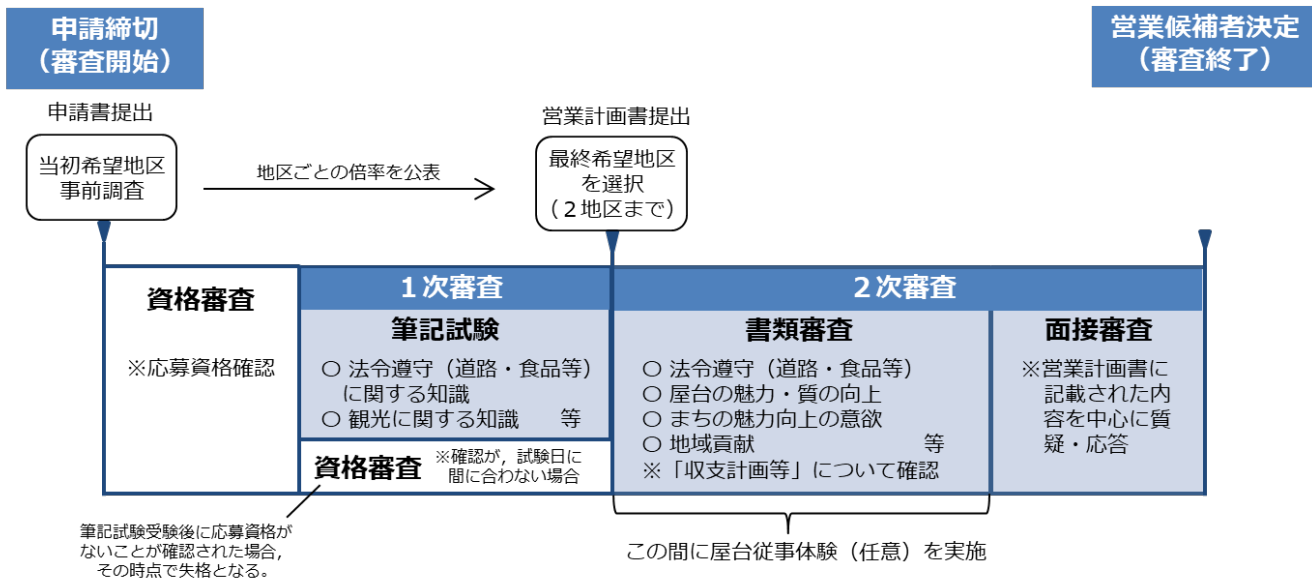 申請締切
（審査開始）
営業候補者決定
（審査終了）
申請書提出
当初希望地区
事前調査
地区ごとの倍率を公表
営業計画書提出
最終希望地区
を選択
（２地区まで）
資格審査
※応募資格確認
１次審査
筆記試験
○ 法令遵守（道路・食品等）
に関する知識
○ 観光に関する知識　　等
資格審査
※確認が，試験日に
間に合わない場合
２次審査
書類審査
○ 法令遵守（道路・食品等）
○ 屋台の魅力・質の向上
○ まちの魅力向上の意欲
○ 地域貢献　　　　　　　　　等
※「収支計画等」について確認
面接審査
※営業計画書に
記載された内
容を中心に質
疑・応答
筆記試験受験後に応募資格が
ないことが確認された場合，
その時点で失格となる。
この間に屋台従事体験（任意）を実施